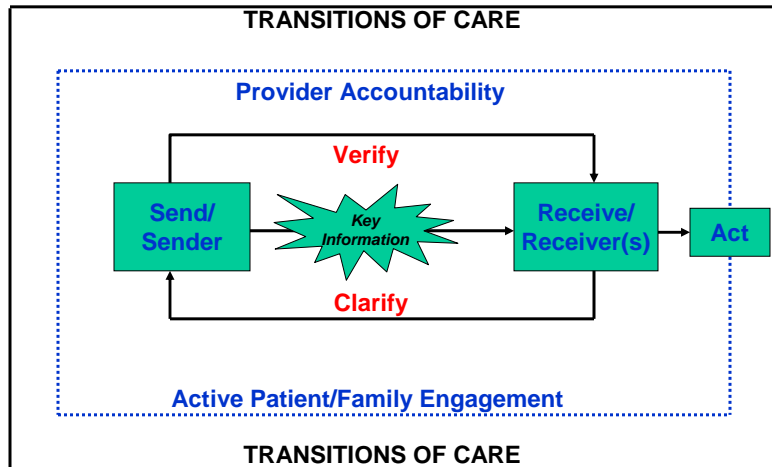 TRANSITIONS OF CARE
Provider Accountability
Verify
Send/
Sender
Key
Information
Receive/
Receiver(s)
Act
Clarify
Active Patient/Family Engagement
TRANSITIONS OF CARE